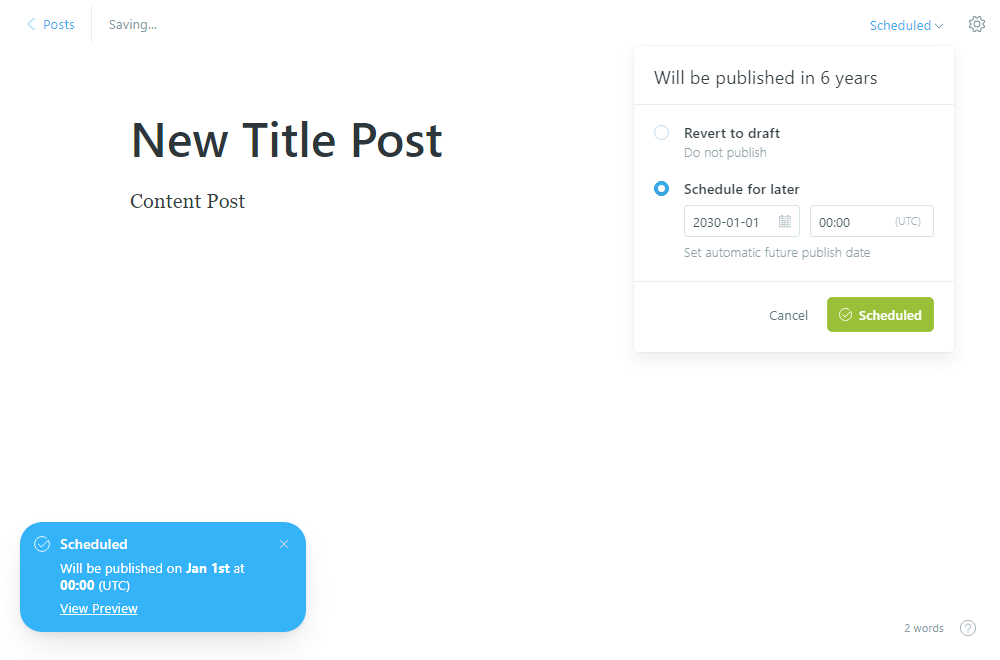 Posts
Saving...
Scheduled
Will be published in 6 years
New Title Post
Content Post
Revert to draft
Do not publish
Schedule for later
2030-01-01
00:00 (UTC)
Set automatic future publish date
Cancel
Scheduled
Scheduled
Will be published on Jan 1st at
00:00 (UTC)
View Preview
2 words
?